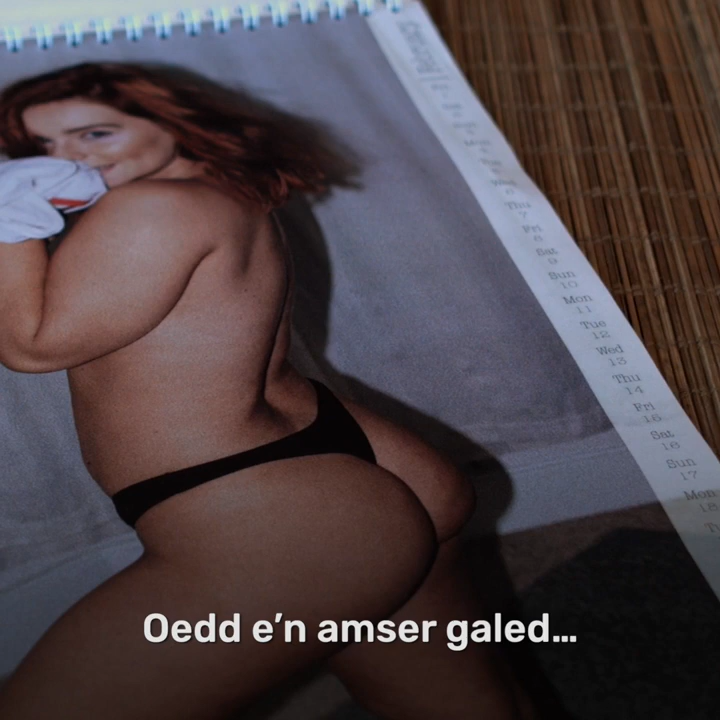 Thu
7
Fri
8
Sat
9
Sun
10
Mon
11
Tue
12
Wed
13
Thu
14
Fri
15
Sat
16
Sun
17
Mon
18
Oedd e'n amser galed...